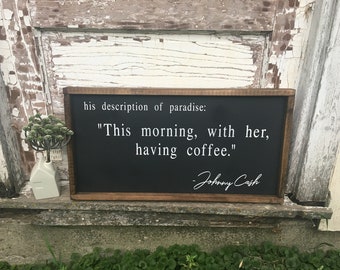 his description of paradise:
"This morning, with her,
having coffee."
-Johnny Cash